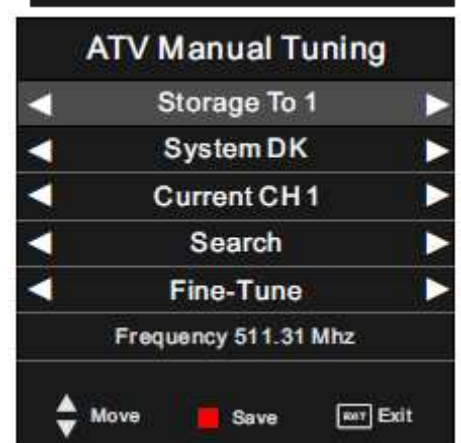 ATV Manual Tuning
Storage To 1
System DK
Current CH 1
Search
Fine-Tune
Frequency 511.31 Mhz
Move Save EXIT Exit